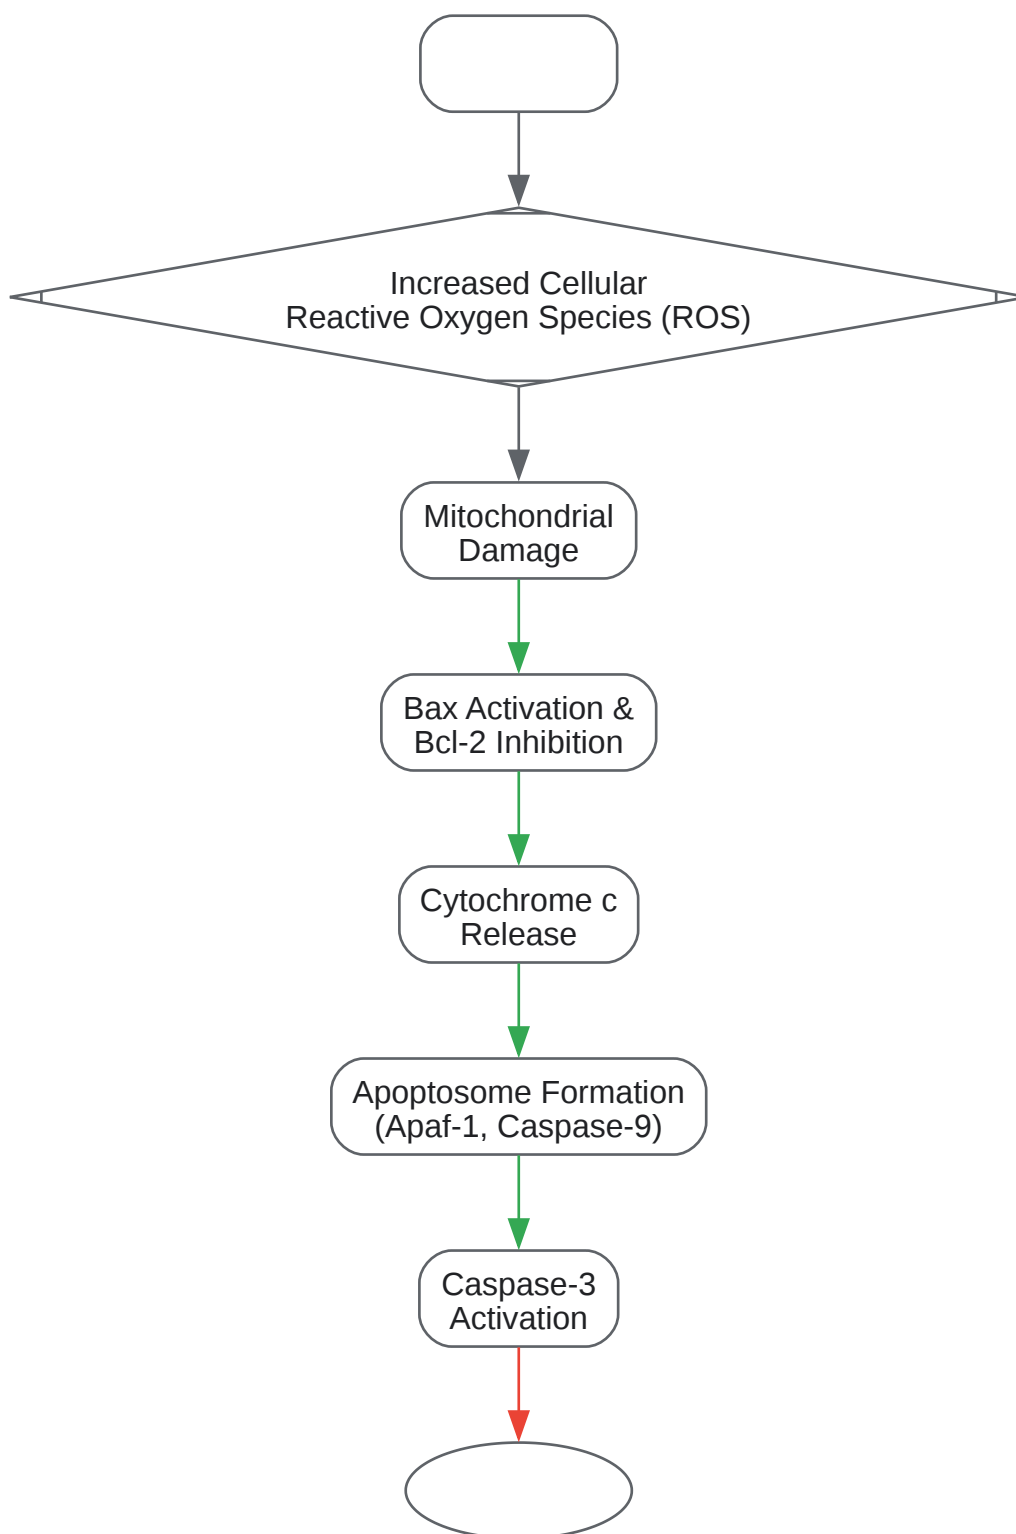 Increased Cellular
Reactive Oxygen Species (ROS)
Mitochondrial
Damage
Bax Activation &
Bcl-2 Inhibition
Cytochrome c
Release
Apoptosome Formation
(Apaf-1, Caspase-9)
Caspase-3
Activation